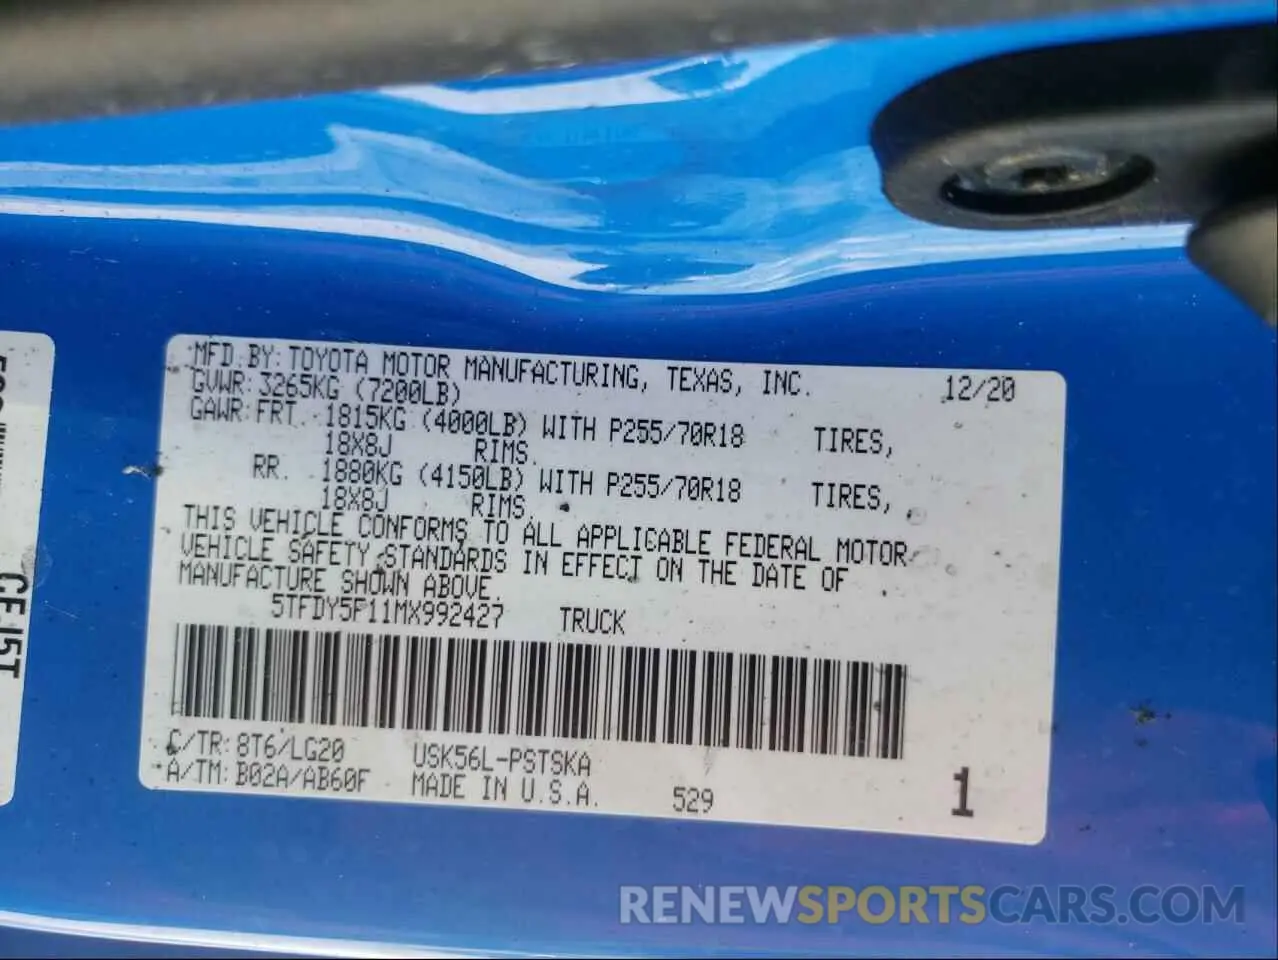 MFD. BY: TOYOTA MOTOR MANUFACTURING, TEXAS, INC. 12/20
GVWR: 3265KG (7200LB)
GAWR: FRT. 1815KG (4000LB) WITH P255/70R18 TIRES,
18X8J RIMS.
RR. 1880KG (4150LB) WITH P255/70R18 TIRES,
18X8J RIMS.
THIS VEHICLE CONFORMS TO ALL APPLICABLE FEDERAL MOTOR
VEHICLE SAFETY STANDARDS IN EFFECT ON THE DATE OF
MANUFACTURE SHOWN ABOVE.
5TFDY5F11MX992427 TRUCK
C/TR: 8T6/LG20 USK56L-PSTSKA
A/TM: B02A/AB60F MADE IN U.S.A. 529 1
CEJ5T
RENEWSPORTSCARS.COM